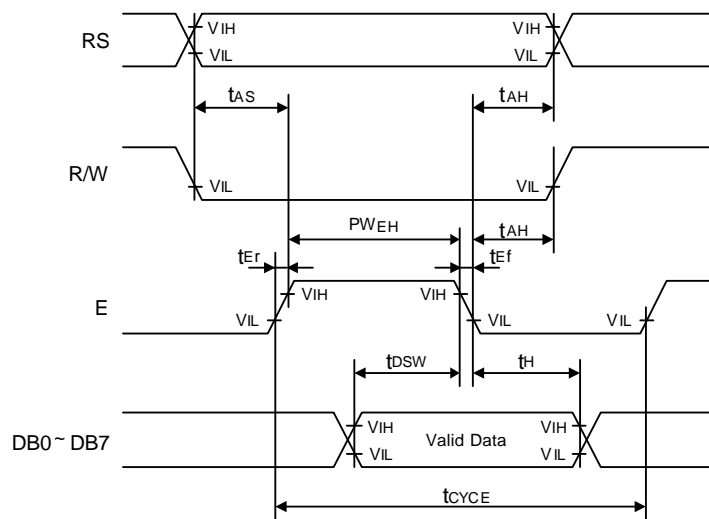 RS
VIH
VIL
VIH
VIL
tAS
tAH
R/W
VIL
VIL
PWEH
tAH
tEr
tEf
E
VIH
VIH
VIL
VIL
VIL
tDSW
tH
DB0~DB7
VIH
VIL
Valid Data
VIH
VIL
tCYCE